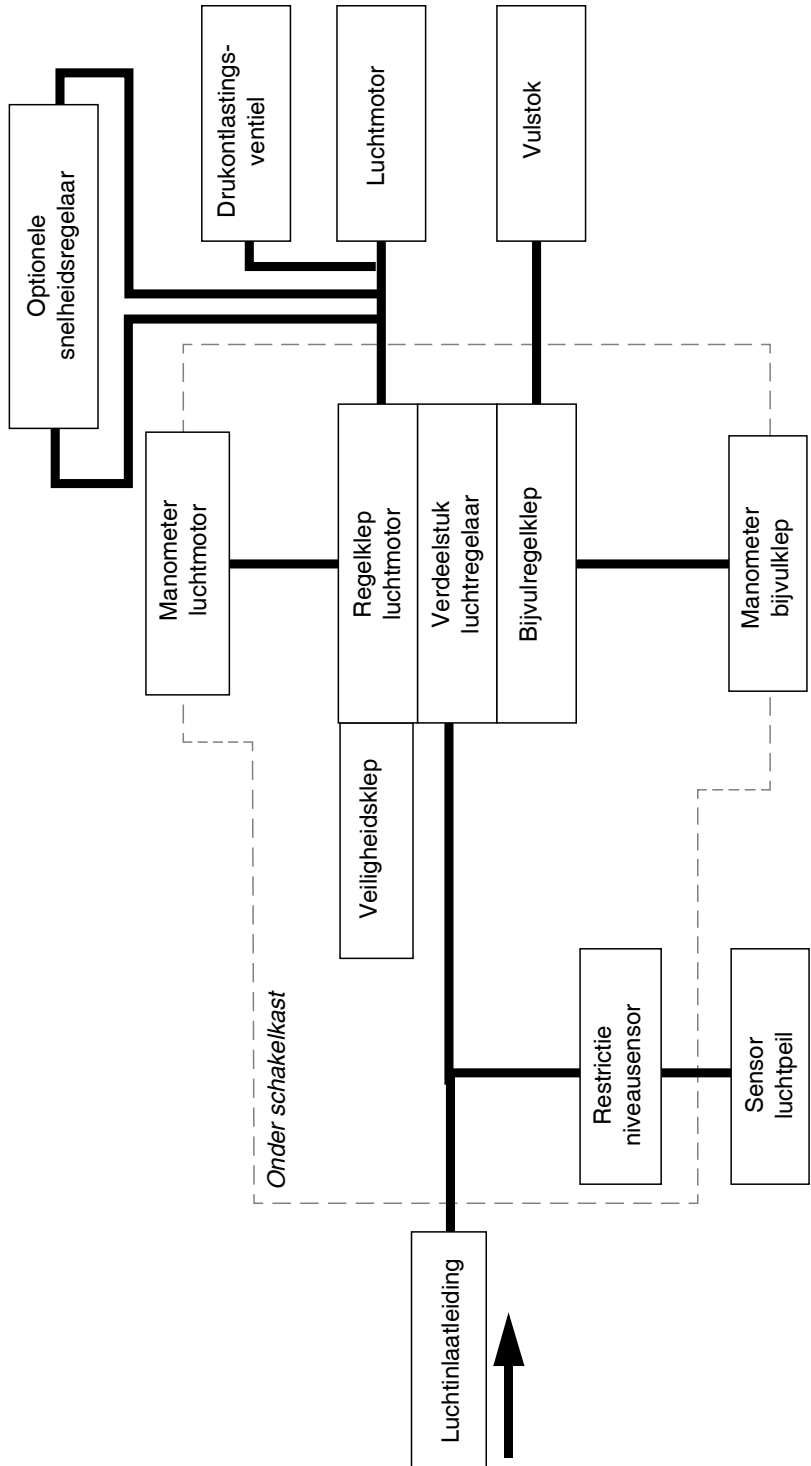 Optionele
snelheidsregelaar
Drukontlastings-
ventiel
Luchtmotor
Vulstok
Manometer
luchtmotor
Regelklep
luchtmotor
Verdeelstuk
luchtregelaar
Bijvulregelklep
Manometer
bijvulklep
Veiligheidsklep
Onder schakelkast
Restrictie
niveausensor
Sensor
luchtpeil
Luchtinlaatleiding